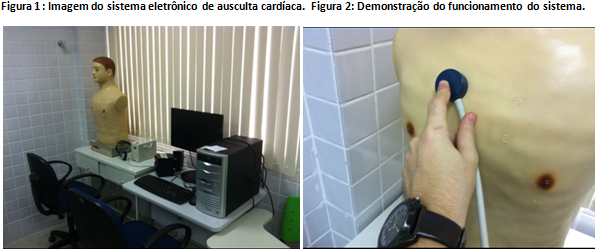 Figura 1 : Imagem do sistema eletrônico de ausculta cardíaca. Figura 2: Demonstração do funcionamento do sistema.